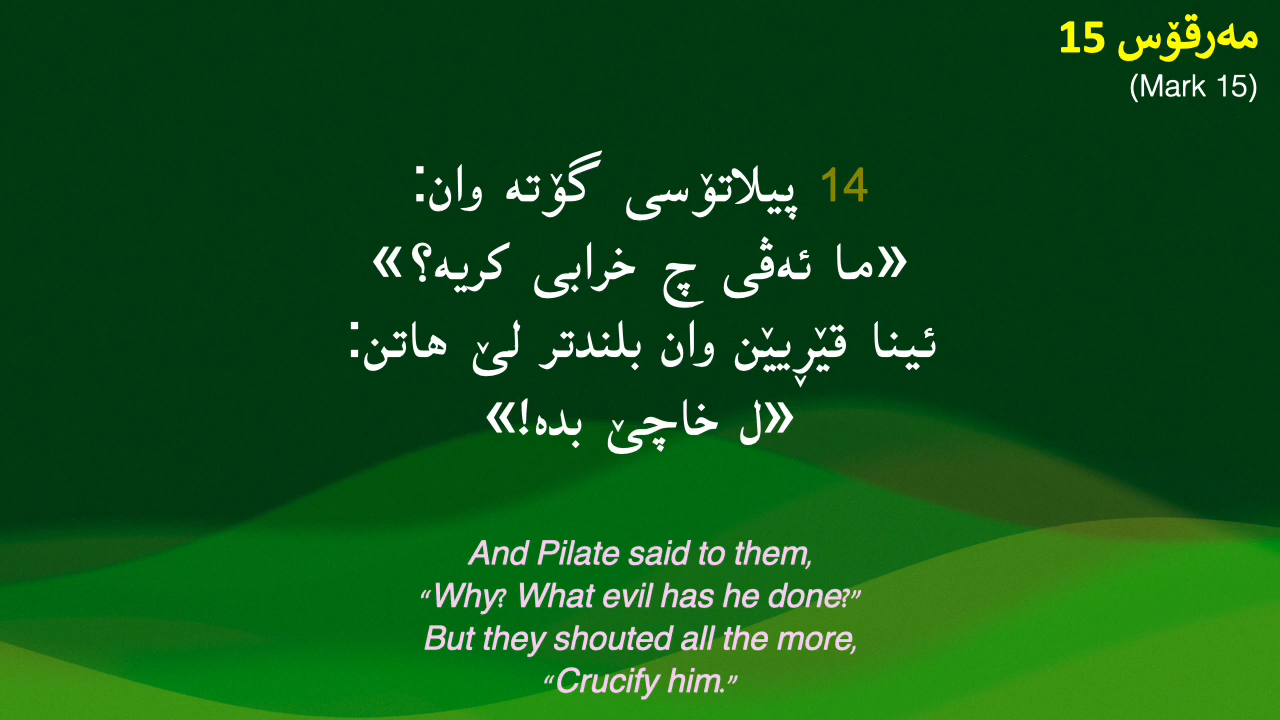 مەرقۆس 15
(Mark 15)
14 پیلاتۆسی گۆتە وان:
«ما ئەڤی چ خرابی کریە؟»
ئینا قێڕییێن وان بلندتر لێ هاتن:
«ل خاچێ بدە!»
And Pilate said to them,
“Why? What evil has he done?”
But they shouted all the more,
“Crucify him.”